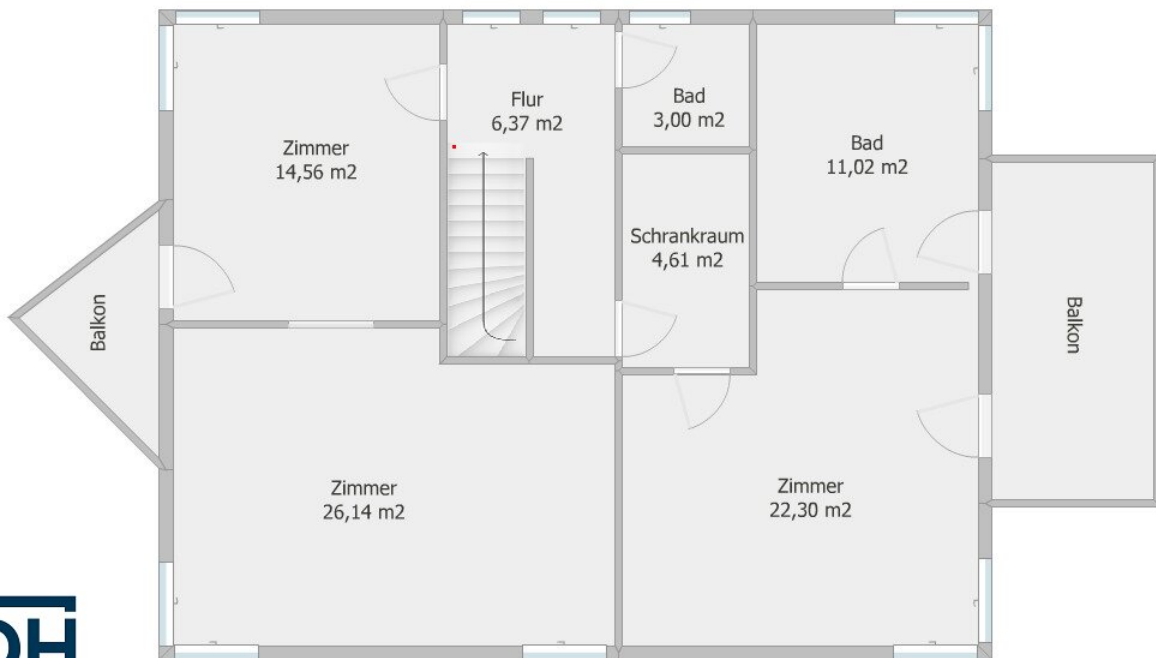 Flur
6,37 m2
Bad
3,00 m2
Zimmer
14,56 m2
Bad
11,02 m2
Schrankraum
4,61 m2
Balkon
Balkon
Zimmer
26,14 m2
Zimmer
22,30 m2